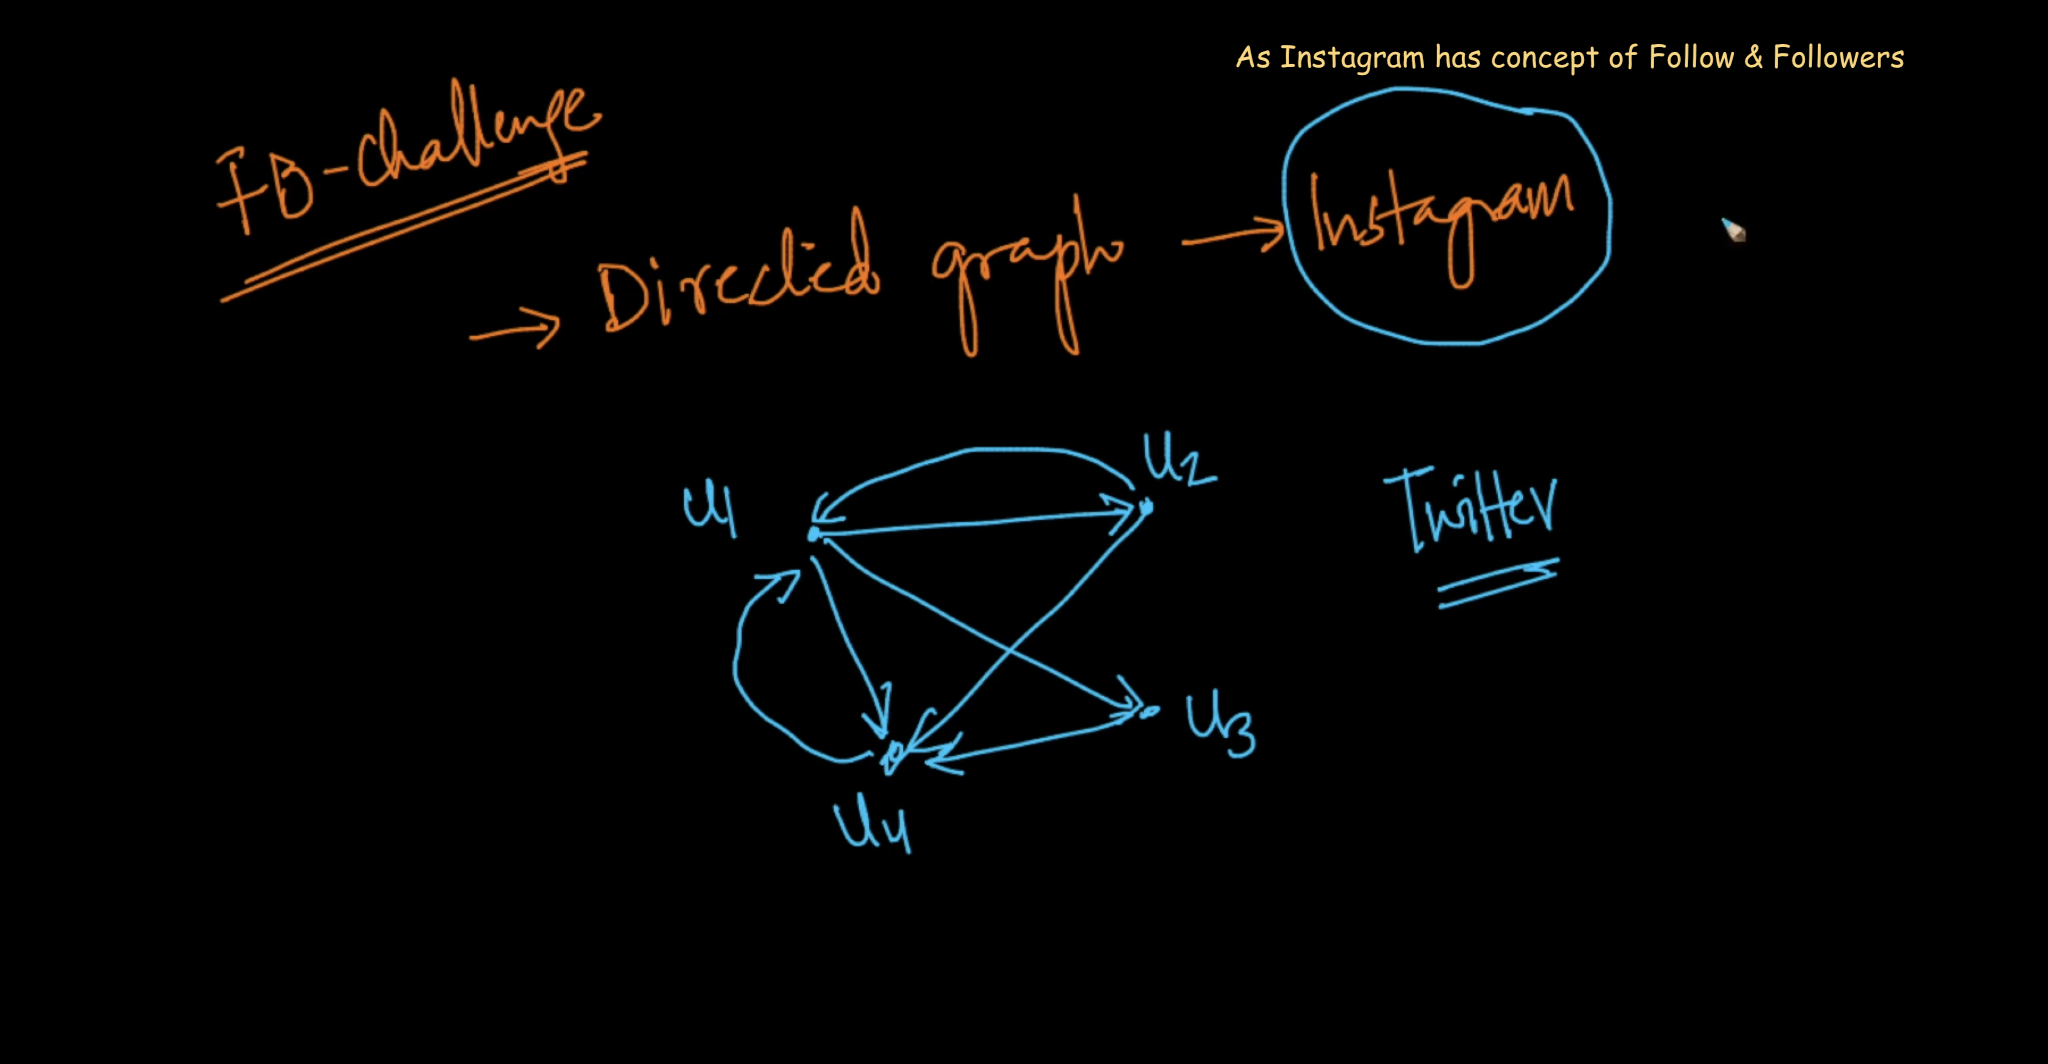 As Instagram has concept of Follow & Followers
FB-Challenge
→ Directed graph → Instagram
U1
U2
Twitter
U3
U4